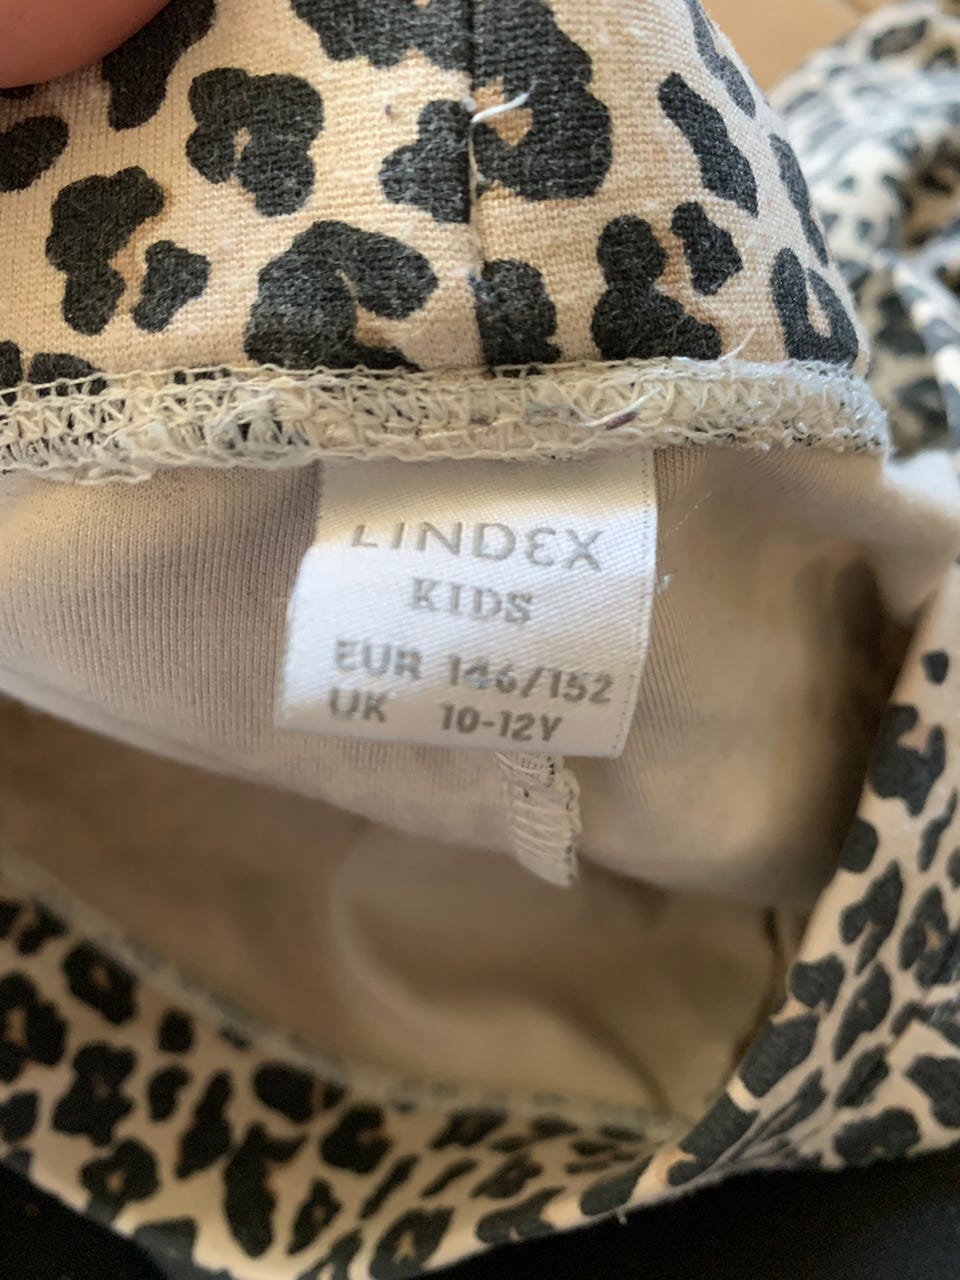 LINDEX
KIDS
EUR 146/152
UK 10-12Y